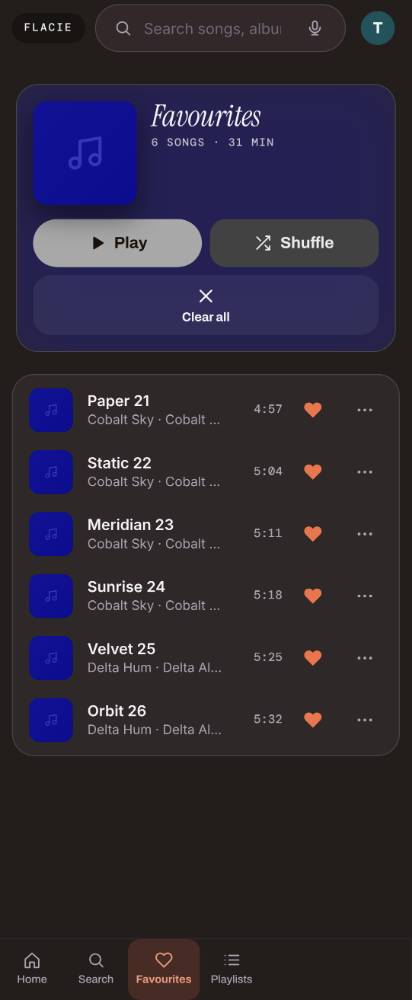 FLACIE
Search songs, albu
T
Favourites
6 SONGS · 31 MIN
Play
Shuffle
Clear all
Paper 21
Cobalt Sky · Cobalt ...
4:57
Static 22
Cobalt Sky · Cobalt ...
5:04
Meridian 23
Cobalt Sky · Cobalt ...
5:11
Sunrise 24
Cobalt Sky · Cobalt ...
5:18
Velvet 25
Delta Hum · Delta Al...
5:25
Orbit 26
Delta Hum · Delta Al...
5:32
Home
Search
Favourites
Playlists